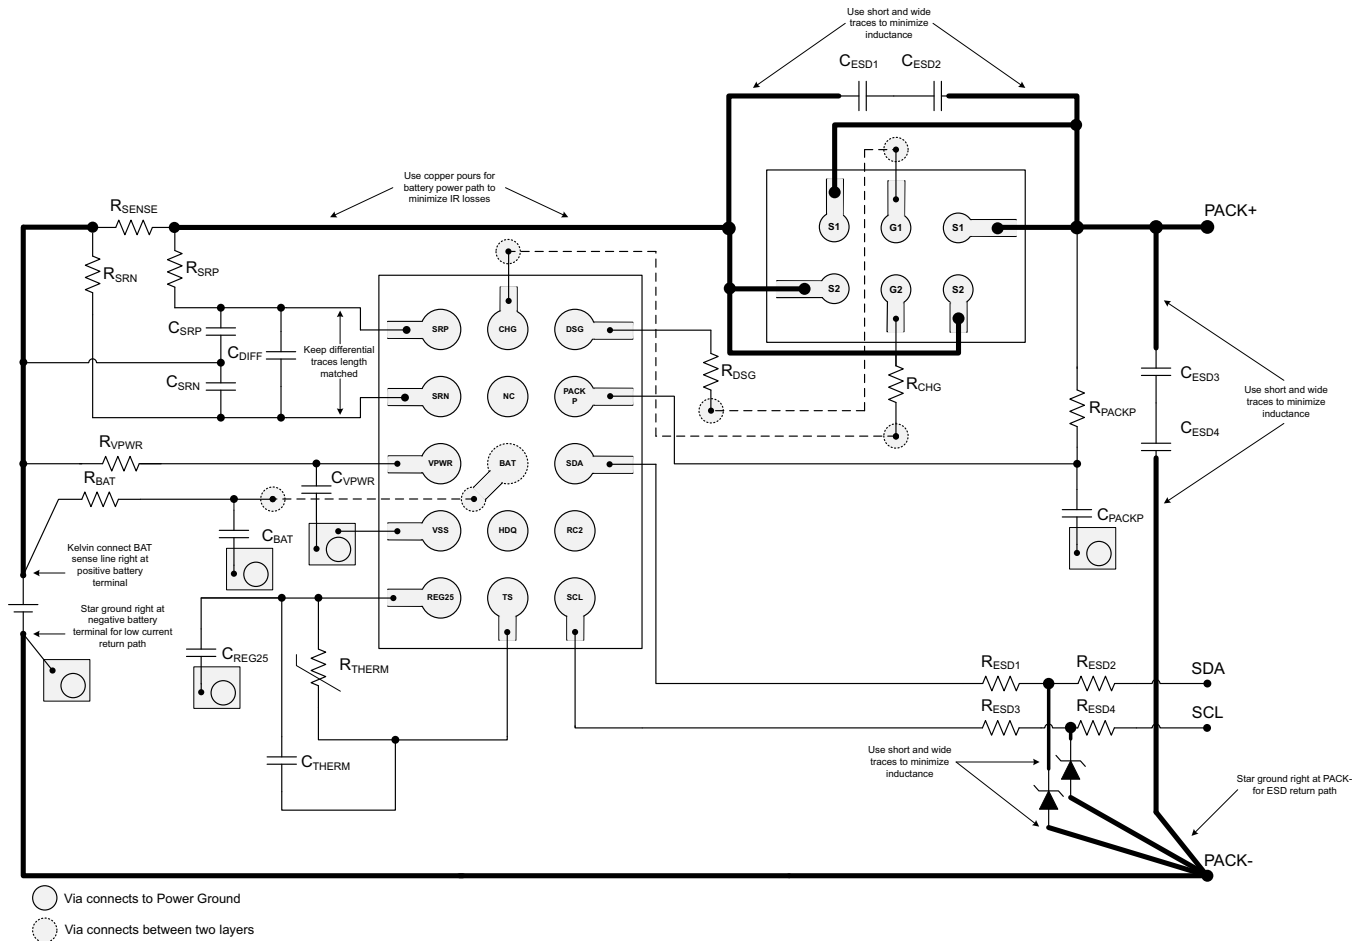 Use short and wide
traces to minimize
inductance
CESD1
CESD2
Use copper pours for
battery power path to
minimize IR losses
RSENSE
PACK+
S1
G1
S1
RSRN
RSRP
S2
G2
S2
CSRP
CDIFF
Keep differential
traces length
matched
CSRN
SRP
CHG
DSG
RDSG
RCHG
CESD3
Use short and wide
traces to minimize
inductance
SRN
NC
PACK
P
RPACKP
CESD4
RVPWR
VPWR
BAT
SDA
RBAT
CVPWR
CBAT
VSS
HDQ
RC2
CPACKP
Kelvin connect BAT
sense line right at
positive battery
terminal
REG25
TS
SCL
Star ground right at
negative battery
terminal for low current
return path
CREG25
RTHERM
RESD1
RESD2
SDA
RESD3
RESD4
SCL
CTHERM
Use short and wide
traces to minimize
inductance
Star ground right at PACK-
for ESD return path
PACK-
Via connects to Power Ground
Via connects between two layers